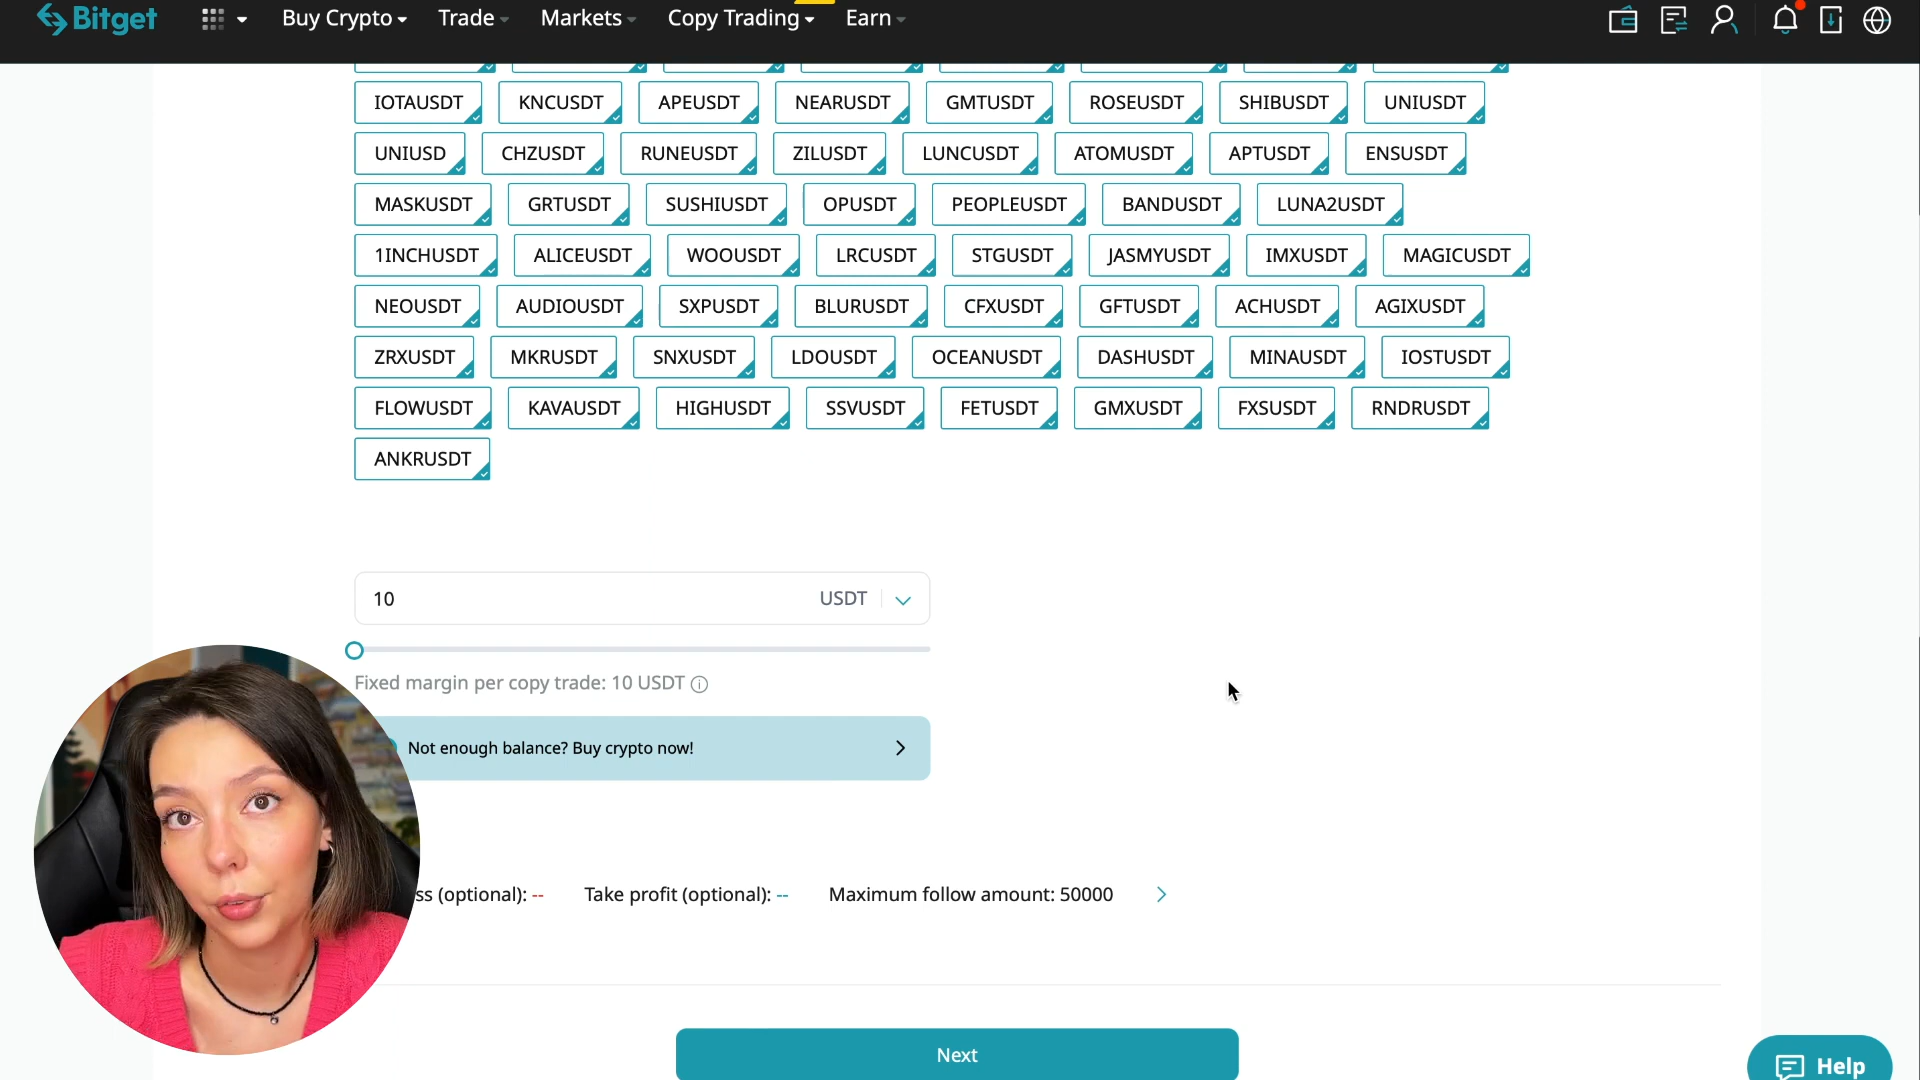 Bitget Buy Crypto Trade Markets Copy Trading Earn
IOTAUSDT KNCUSDT APEUSDT NEARUSDT GMTUSDT ROSEUSDT SHIBUSDT UNIUSDT
UNIUSD CHZUSDT RUNEUSDT ZILUSDT LUNCUSDT ATOMUSDT APTUSDT ENSUSDT
MASKUSDT GRTUSDT SUSHIUSDT OPUSDT PEOPLEUSDT BANDUSDT LUNA2USDT
1INCHUSDT ALICEUSDT WOOUSDT LRCUSDT STGUSDT JASMYUSDT IMXUSDT MAGICUSDT
NEOUSDT AUDIOUSDT SXPUSDT BLURUSDT CFXUSDT GFTUSDT ACHUSDT AGIXUSDT
ZRXUSDT MKRUSDT SNXUSDT LDOUSDT OCEANUSDT DASHUSDT MINAUSDT IOSTUSDT
FLOWUSDT KAVAUSDT HIGHUSDT SSVUSDT FETUSDT GMXUSDT FXSUSDT RNDRUSDT
ANKRUSDT
10 USDT
Fixed margin per copy trade: 10 USDT
Not enough balance? Buy crypto now!
ss (optional): -- Take profit (optional): -- Maximum follow amount: 50000
Next
Help